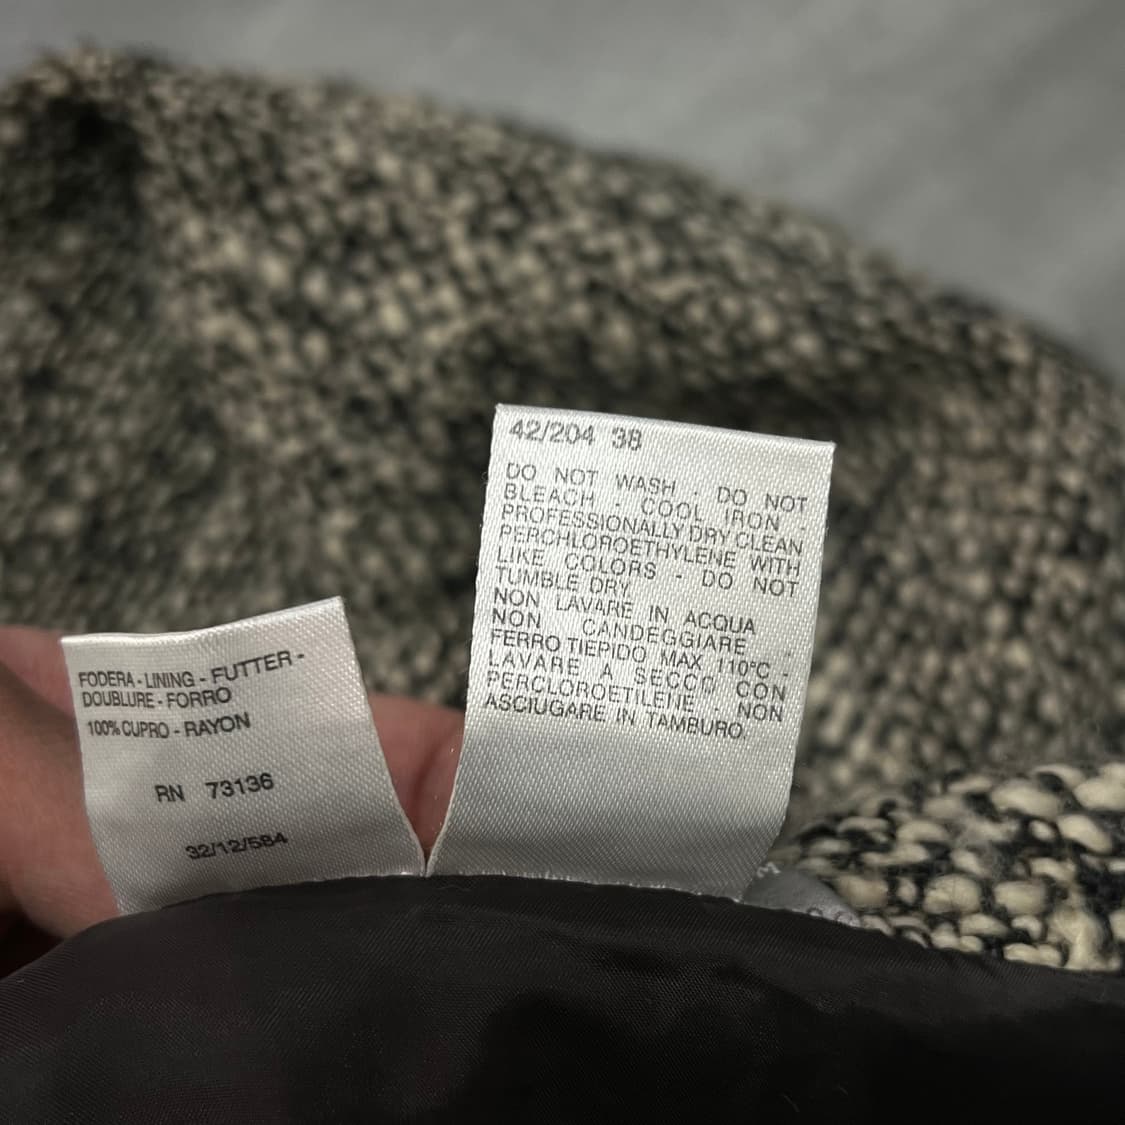 FODERA - LINING - FUTTER -
DOUBLURE - FORRO
100% CUPRO - RAYON
RN 73136
32/12/584
42/204 38
DO NOT WASH - DO NOT
BLEACH - COOL IRON -
PROFESSIONALLY DRY CLEAN
PERCHLOROETHYLENE WITH
LIKE COLORS - DO NOT
TUMBLE DRY
NON LAVARE IN ACQUA
NON CANDEGGIARE -
FERRO TIEPIDO MAX 110°C -
LAVARE A SECCO CON
PERCLOROETILENE - NON
ASCIUGARE IN TAMBURO.